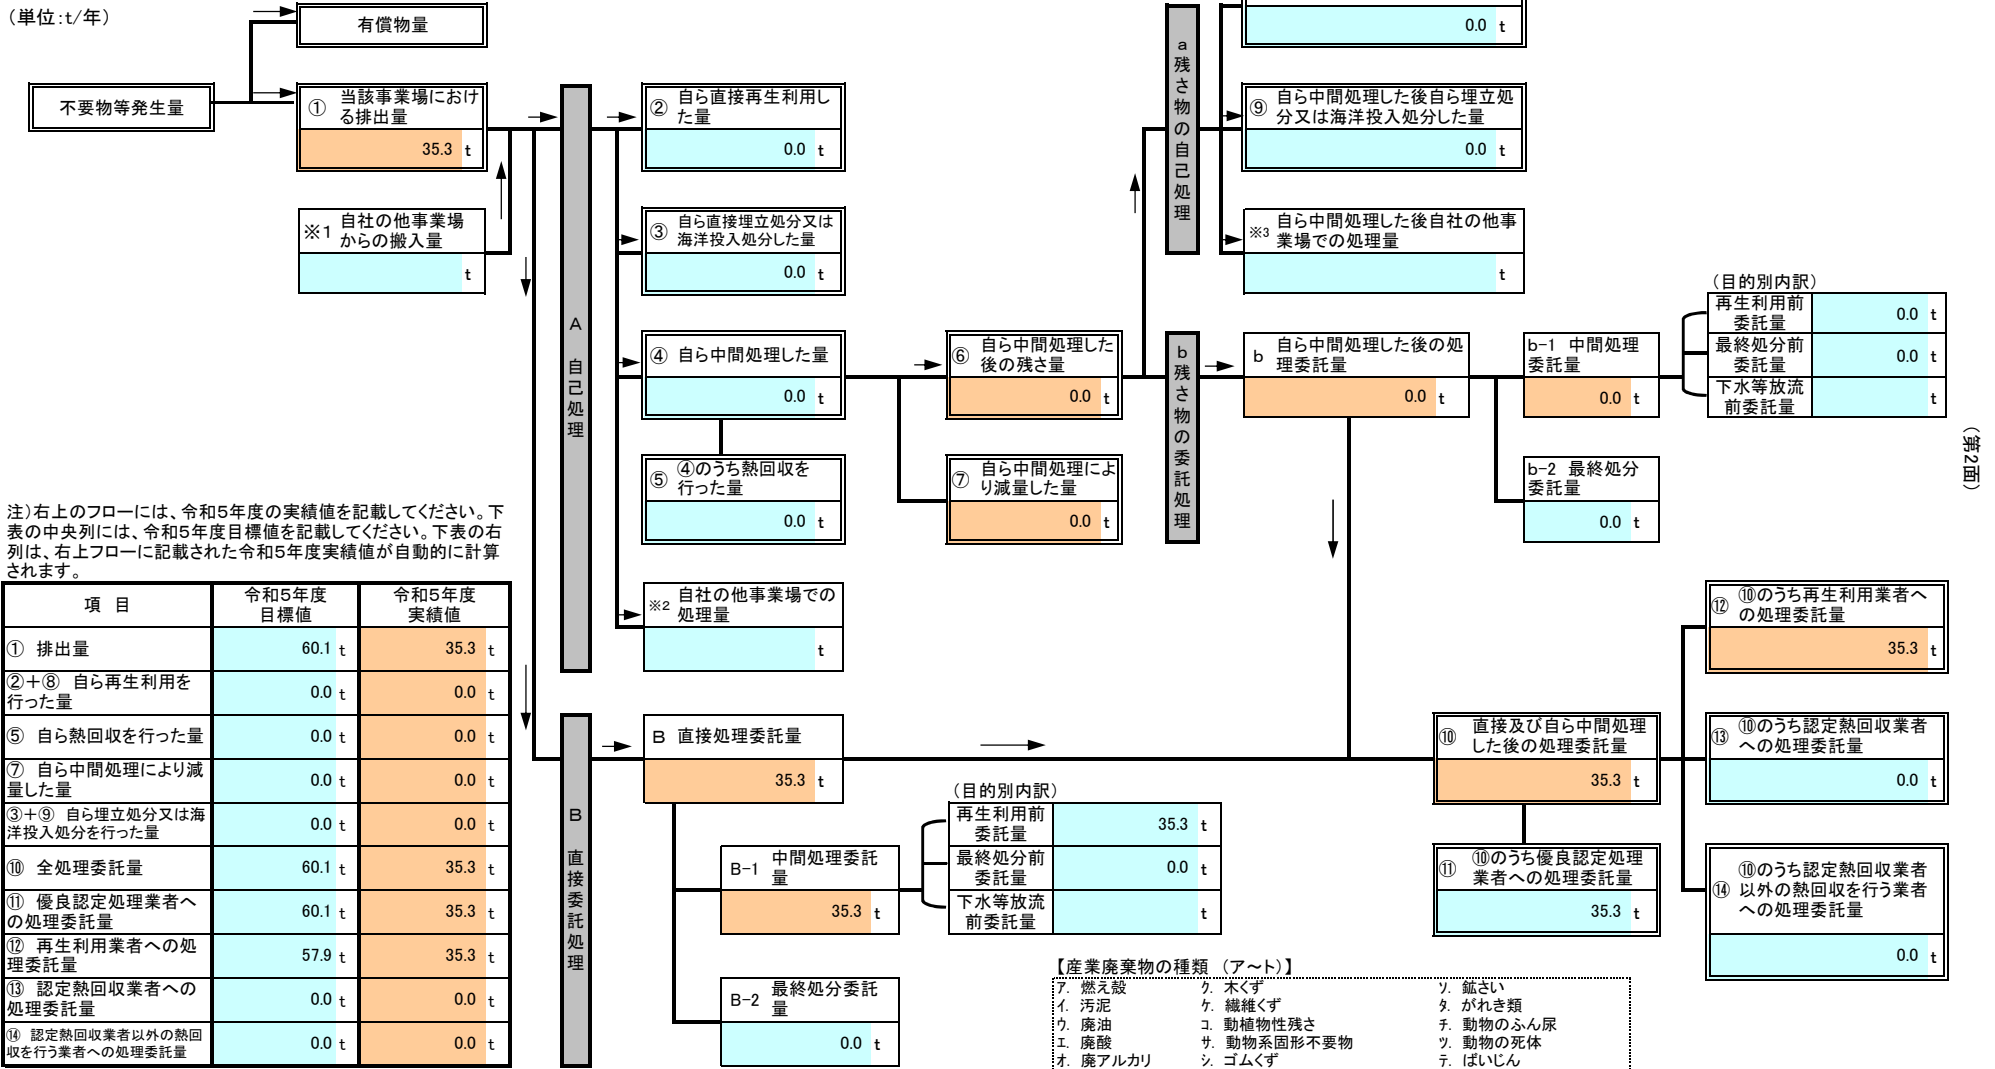 （単位:t/年）
有償物量
不要物等発生量
① 当該事業場におけ
る排出量
35.3 t
※1 自社の他事業場
からの搬入量
t
A 自己処理
② 自ら直接再生利用し
た量
0.0 t
③ 自ら直接埋立処分又は
海洋投入処分した量
0.0 t
④ 自ら中間処理した量
0.0 t
⑤ ④のうち熱回収を
行った量
0.0 t
※2 自社の他事業場での
処理量
t
⑥ 自ら中間処理した
後の残さ量
0.0 t
⑦ 自ら中間処理によ
り減量した量
0.0 t
a 残さ物の自己処理
0.0 t
⑨ 自ら中間処理した後自ら埋立処
分又は海洋投入処分した量
0.0 t
※3 自ら中間処理した後自社の他事
業場での処理量
t
b 残さ物の委託処理
b 自ら中間処理した後の処
理委託量
0.0 t
b-1 中間処理
委託量
0.0 t
b-2 最終処分
委託量
0.0 t
（目的別内訳）
再生利用前
委託量
0.0 t
最終処分前
委託量
0.0 t
下水等放流
前委託量
t
（第2面）
注）右上のフローには、令和5年度の実績値を記載してください。下
表の中央列には、令和5年度目標値を記載してください。下表の右
列は、右上フローに記載された令和5年度実績値が自動的に計算
されます。
項 目 令和5年度 目標値 令和5年度 実績値
① 排出量 60.1 t 35.3 t
②＋⑧ 自ら再生利用を
行った量 0.0 t 0.0 t
⑤ 自ら熱回収を行った量 0.0 t 0.0 t
⑦ 自ら中間処理により減
量した量 0.0 t 0.0 t
③＋⑨ 自ら埋立処分又は海
洋投入処分を行った量 0.0 t 0.0 t
⑩ 全処理委託量 60.1 t 35.3 t
⑪ 優良認定処理業者へ
の処理委託量 60.1 t 35.3 t
⑫ 再生利用業者への処
理委託量 57.9 t 35.3 t
⑬ 認定熱回収業者への
処理委託量 0.0 t 0.0 t
⑭ 認定熱回収業者以外の熱回
収を行う業者への処理委託量 0.0 t 0.0 t
B 直接委託処理
B 直接処理委託量
35.3 t
B-1 中間処理委託
量
35.3 t
B-2 最終処分委託
量
0.0 t
（目的別内訳）
再生利用前
委託量
35.3 t
最終処分前
委託量
0.0 t
下水等放流
前委託量
t
⑩ 直接及び自ら中間処理
した後の処理委託量
35.3 t
⑪ ⑩のうち優良認定処理
業者への処理委託量
35.3 t
⑫ ⑩のうち再生利用業者へ
の処理委託量
35.3 t
⑬ ⑩のうち認定熱回収業者
への処理委託量
0.0 t
⑭ ⑩のうち認定熱回収業者
以外の熱回収を行う業者
への処理委託量
0.0 t
【産業廃棄物の種類 （ア～ト）】
ア. 燃え殻 ク. 木くず ソ. 鉱さい
イ. 汚泥 ケ. 繊維くず タ. がれき類
ウ. 廃油 コ. 動植物性残さ チ. 動物のふん尿
エ. 廃酸 サ. 動物系固形不要物 ツ. 動物の死体
オ. 廃アルカリ シ. ゴムくず テ. ばいじん